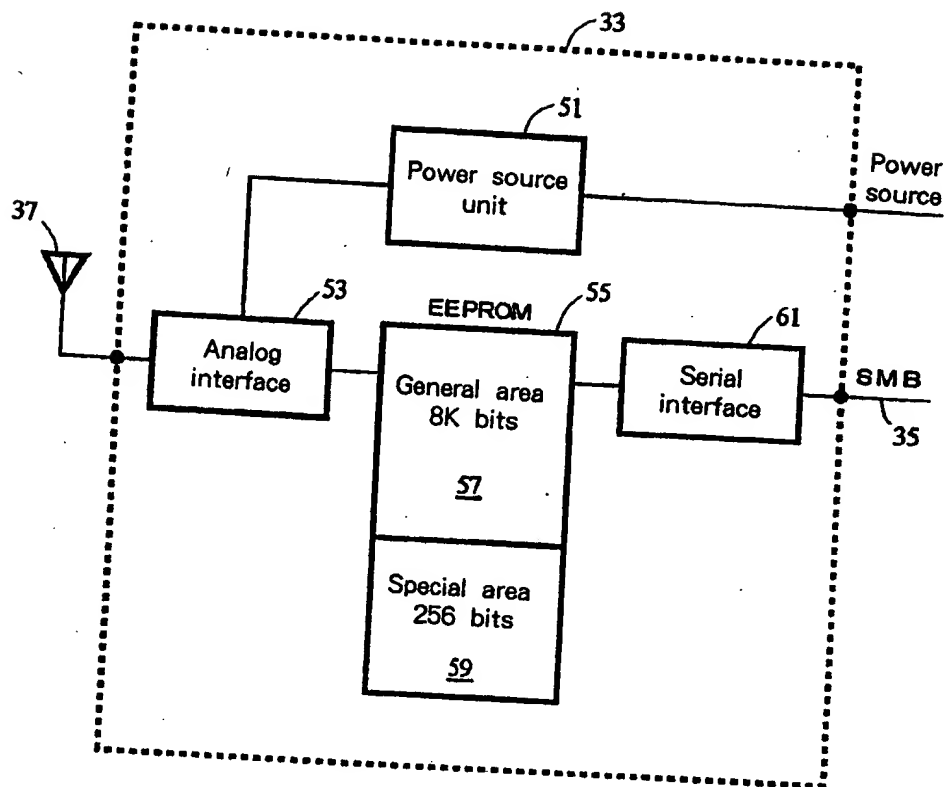 33
51
Power source
unit
Power
source
37
53
EEPROM
55
61
Analog
interface
General area
8K bits
Serial
interface
SMB
35
57
Special area
256 bits
59